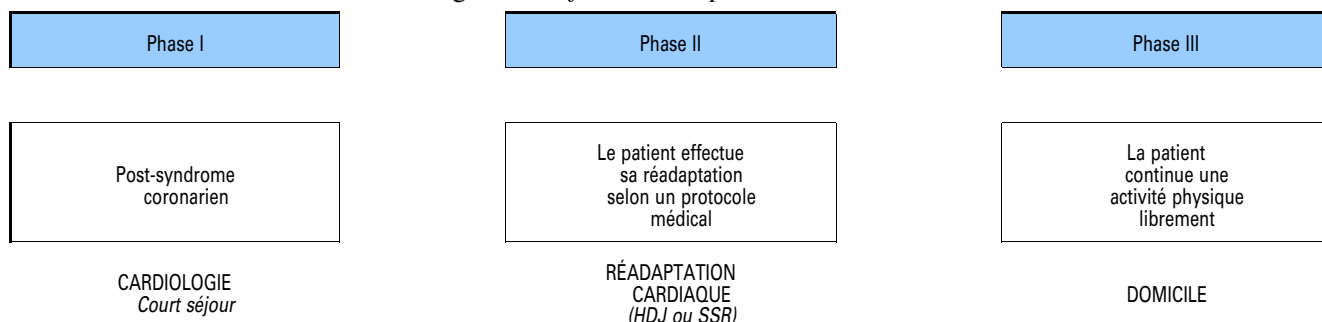 Phase I
Phase II
Phase III
Post-syndrome
coronarien
Le patient effectue
sa réadaptation
selon un protocole
médical
La patient
continue une
activité physique
librement
CARDIOLOGIE
Court séjour
RÉADAPTATION
CARDIAQUE
(HDJ ou SSR)
DOMICILE